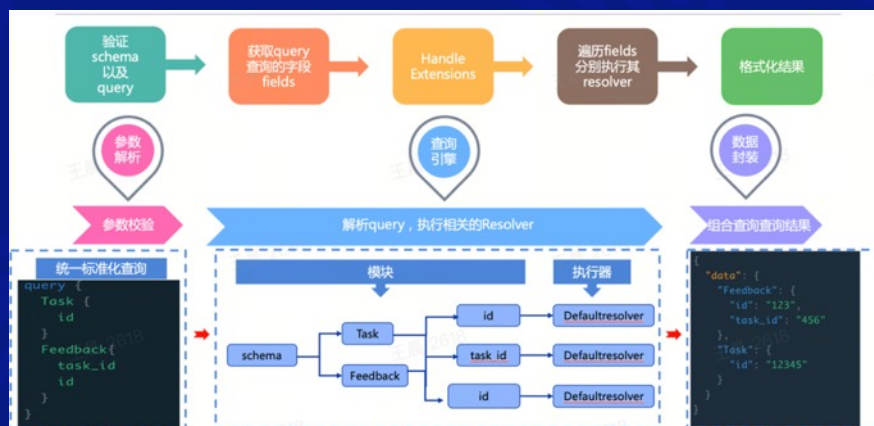 验证
schema
以及
query
获取query
查询的字段
fields
Handle
Extensions
遍历fields
分别执行其
resolver
格式化结果
参数
解析
查询
引擎
数据
封装
参数校验
解析query，执行相关的Resolver
组合查询查询结果
统一标准化查询
query {
Task {
id
}
Feedback{
task_id
id
}
}
模块
执行器
schema
Task
Feedback
id
task_id
id
Defaultresolver
Defaultresolver
Defaultresolver
{
"data": {
"Feedback": {
"id": "123",
"task_id": "456"
},
"Task": {
"id": "12345"
}
}
}